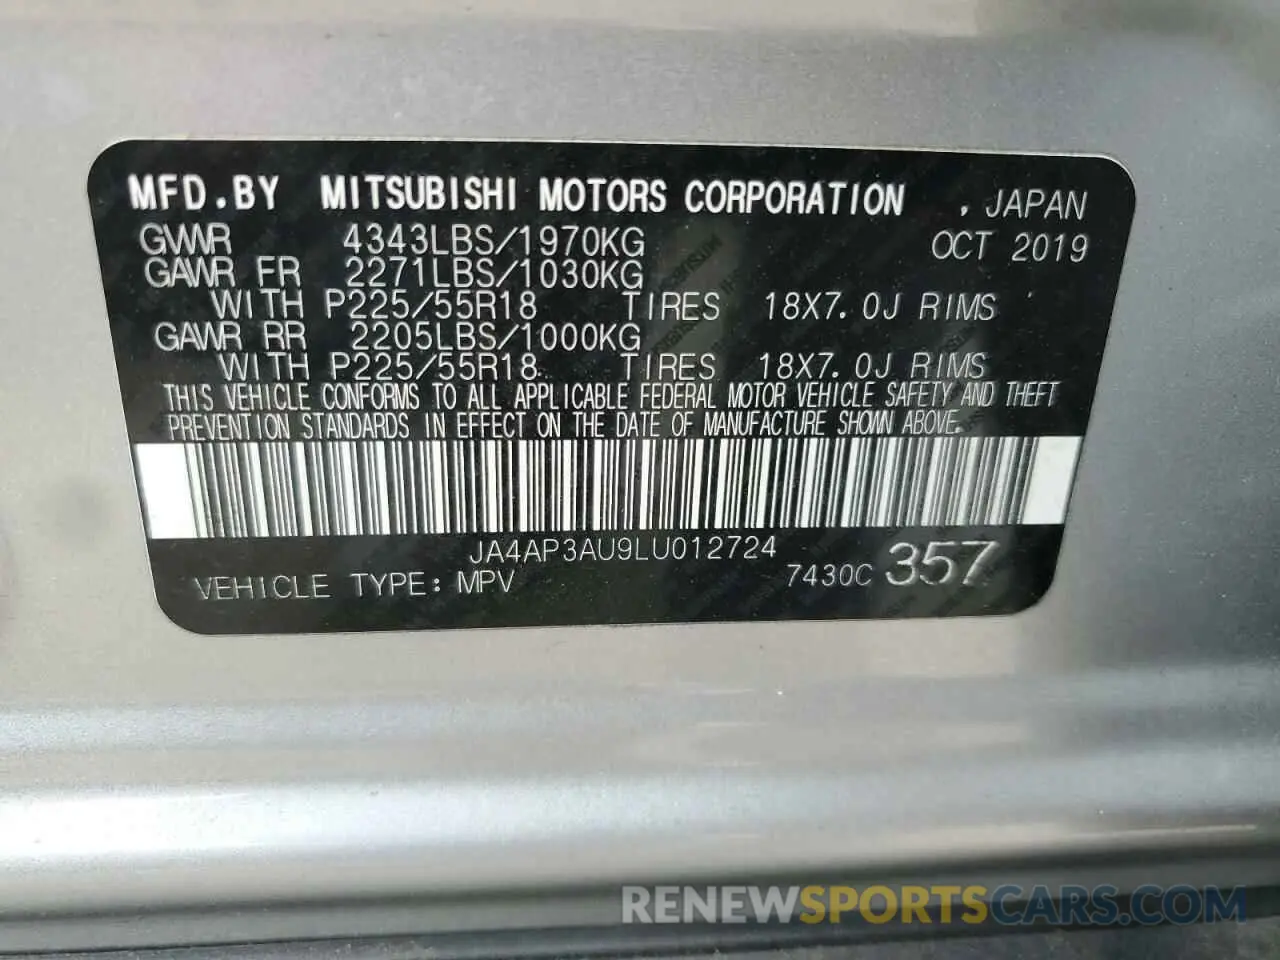 MFD.BY MITSUBISHI MOTORS CORPORATION , JAPAN
GVWR 4343LBS/1970KG OCT 2019
GAWR FR 2271LBS/1030KG
WITH P225/55R18 TIRES 18X7.0J RIMS
GAWR RR 2205LBS/1000KG
WITH P225/55R18 TIRES 18X7.0J RIMS
THIS VEHICLE CONFORMS TO ALL APPLICABLE FEDERAL MOTOR VEHICLE SAFETY AND THEFT
PREVENTION STANDARDS IN EFFECT ON THE DATE OF MANUFACTURE SHOWN ABOVE.
JA4AP3AU9LU012724
VEHICLE TYPE: MPV 7430C 357
RENEWSPORTSCARS.COM